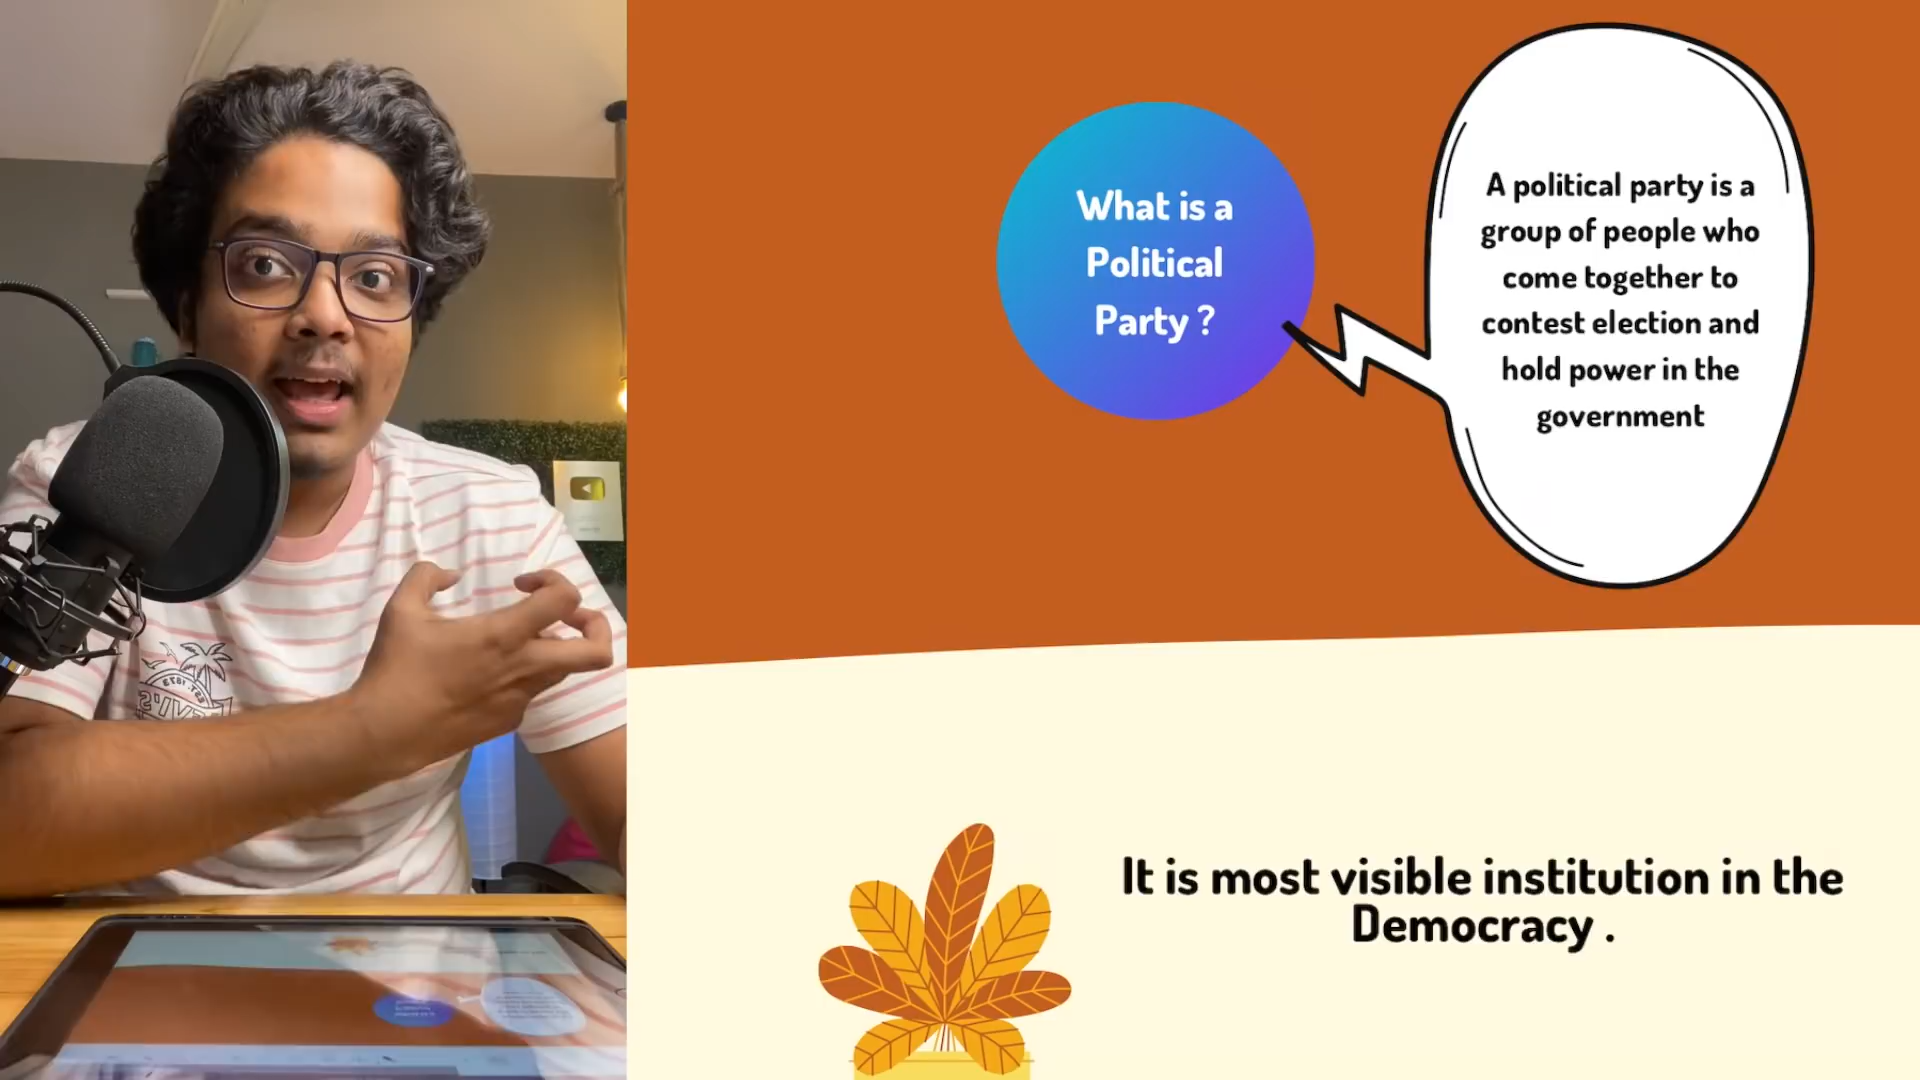 What is a
Political
Party ?
A political party is a
group of people who
come together to
contest election and
hold power in the
government
It is most visible institution in the
Democracy .